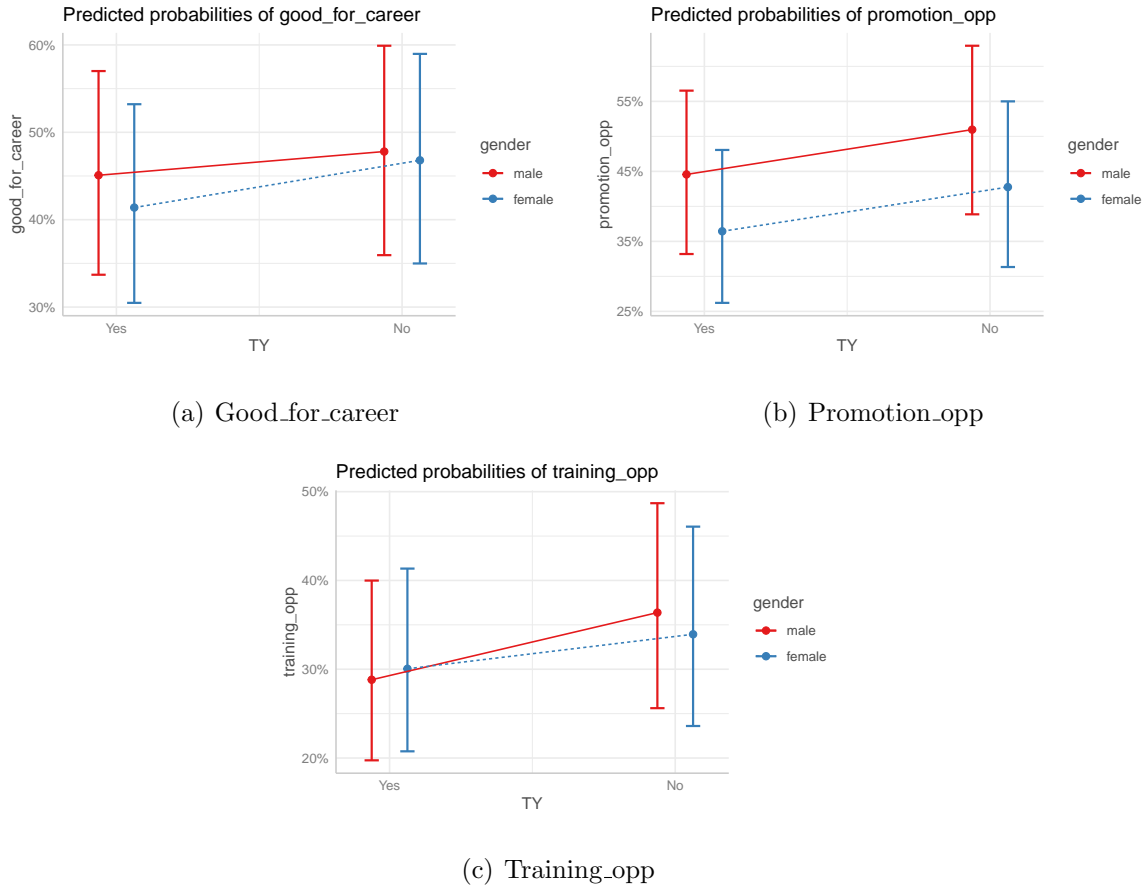 Predicted probabilities of good_for_career
60%
50%
40%
30%
good_for_career
Yes
No
TY
gender
male
female
(a) Good_for_career
Predicted probabilities of promotion_opp
55%
45%
35%
25%
promotion_opp
Yes
No
TY
gender
male
female
(b) Promotion_opp
Predicted probabilities of training_opp
50%
40%
30%
20%
training_opp
Yes
No
TY
gender
male
female
(c) Training_opp